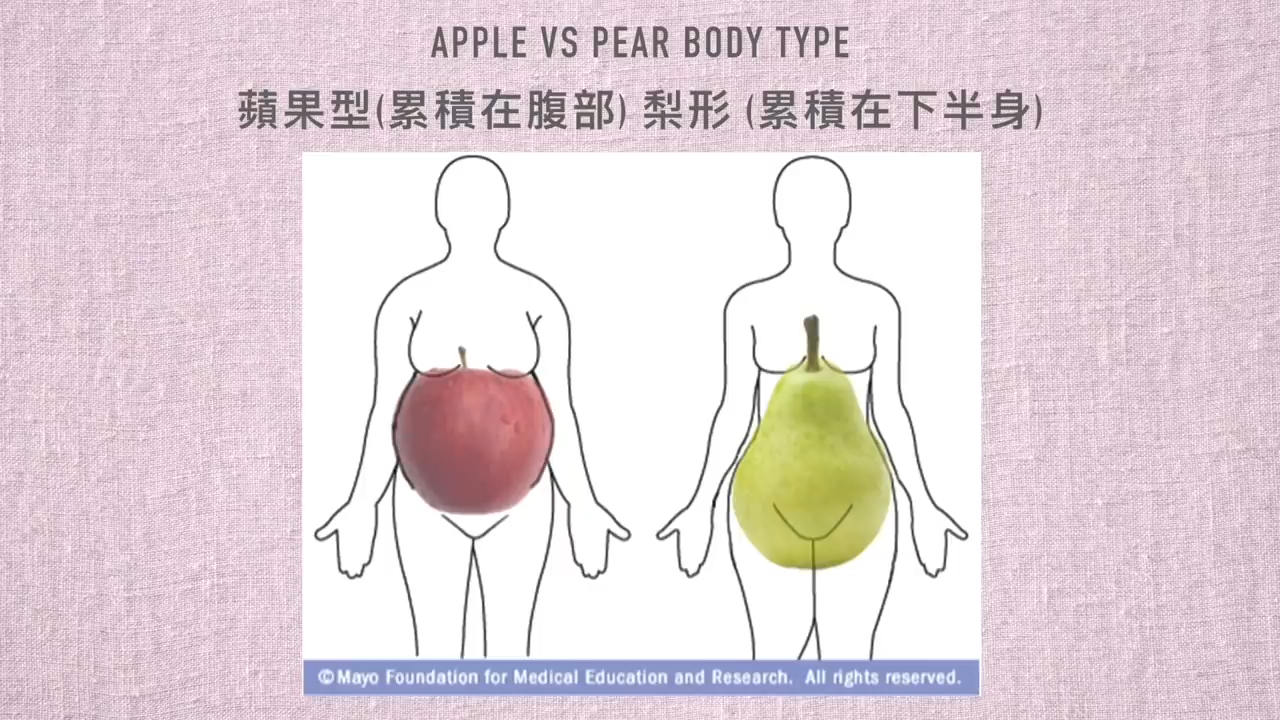 APPLE VS PEAR BODY TYPE
蘋果型(累積在腹部) 梨形 (累積在下半身)
©Mayo Foundation for Medical Education and Research. All rights reserved.